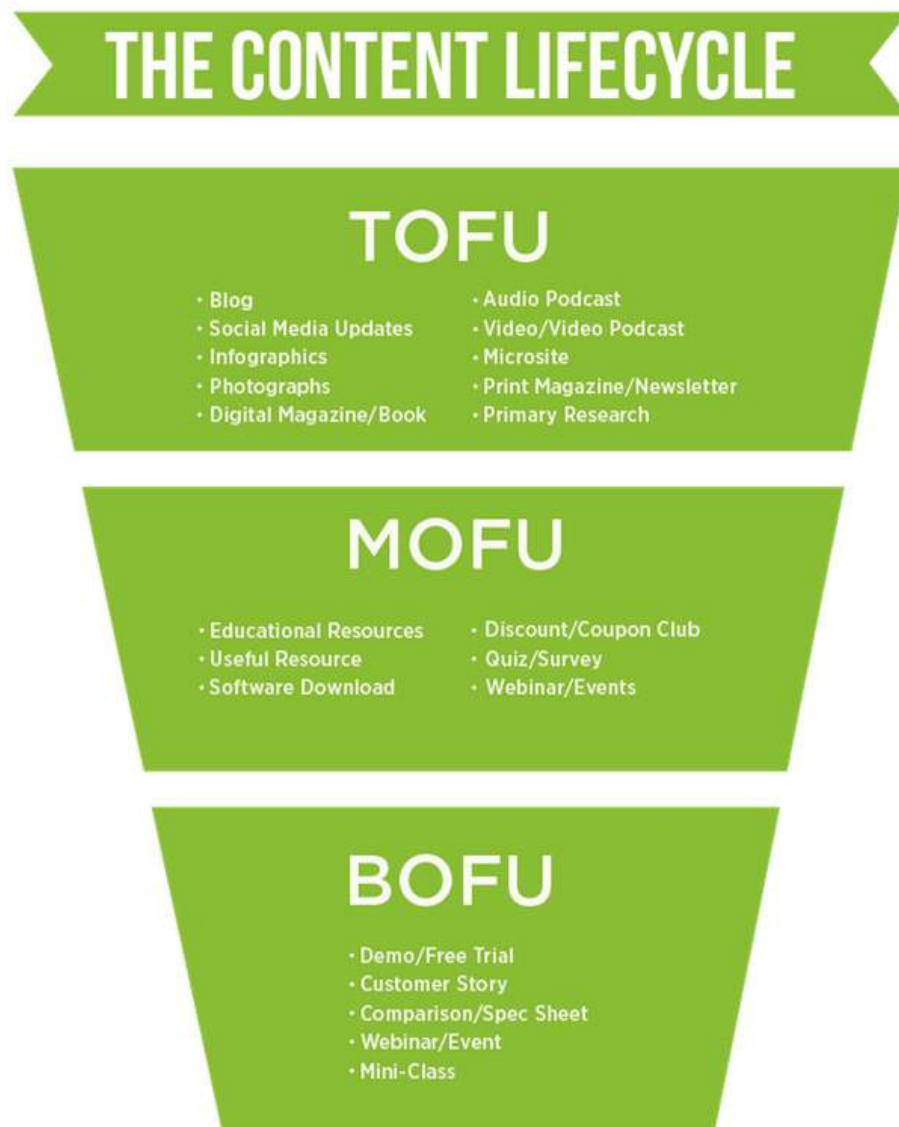 THE CONTENT LIFECYCLE
TOFU
• Blog
• Social Media Updates
• Infographics
• Photographs
• Digital Magazine/Book
• Audio Podcast
• Video/Video Podcast
• Microsite
• Print Magazine/Newsletter
• Primary Research
MOFU
• Educational Resources
• Useful Resource
• Software Download
• Discount/Coupon Club
• Quiz/Survey
• Webinar/Events
BOFU
• Demo/Free Trial
• Customer Story
• Comparison/Spec Sheet
• Webinar/Event
• Mini-Class